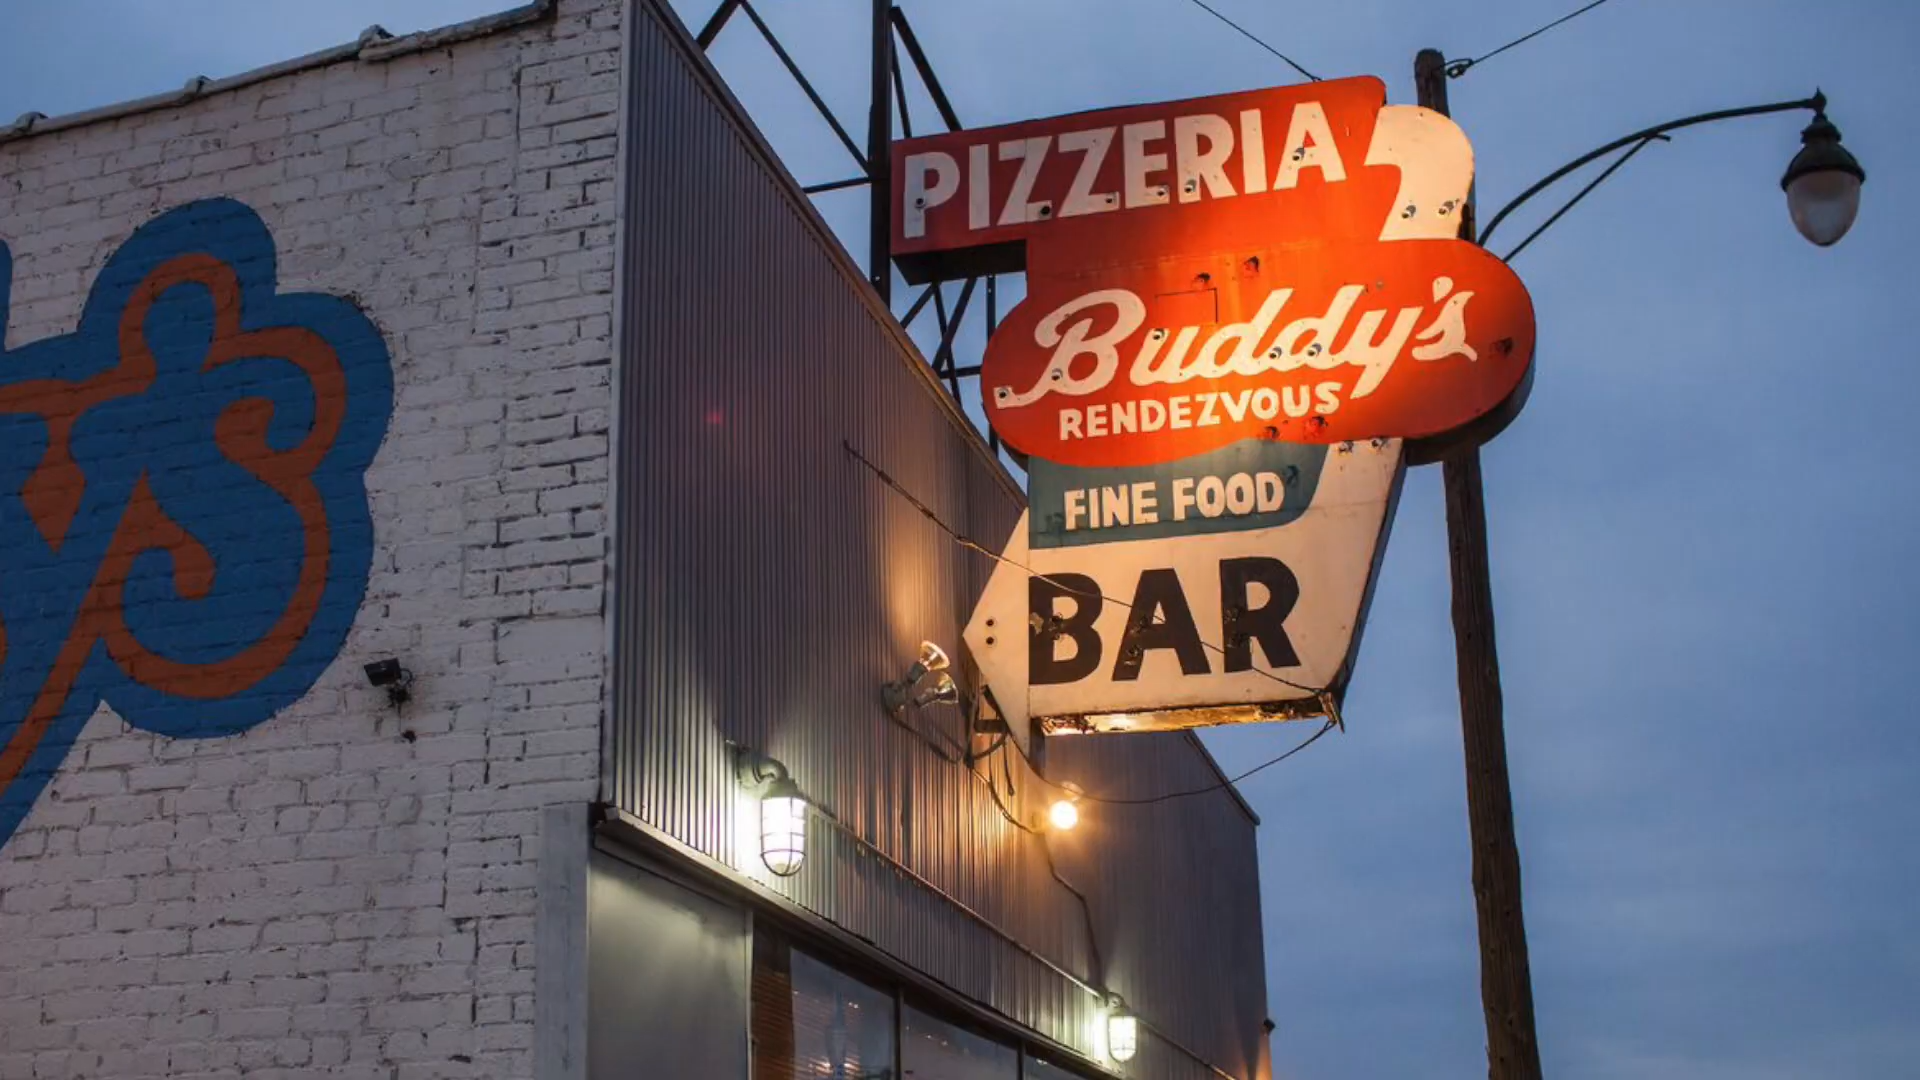 PIZZERIA
Buddy's
RENDEZVOUS
FINE FOOD
BAR
y's